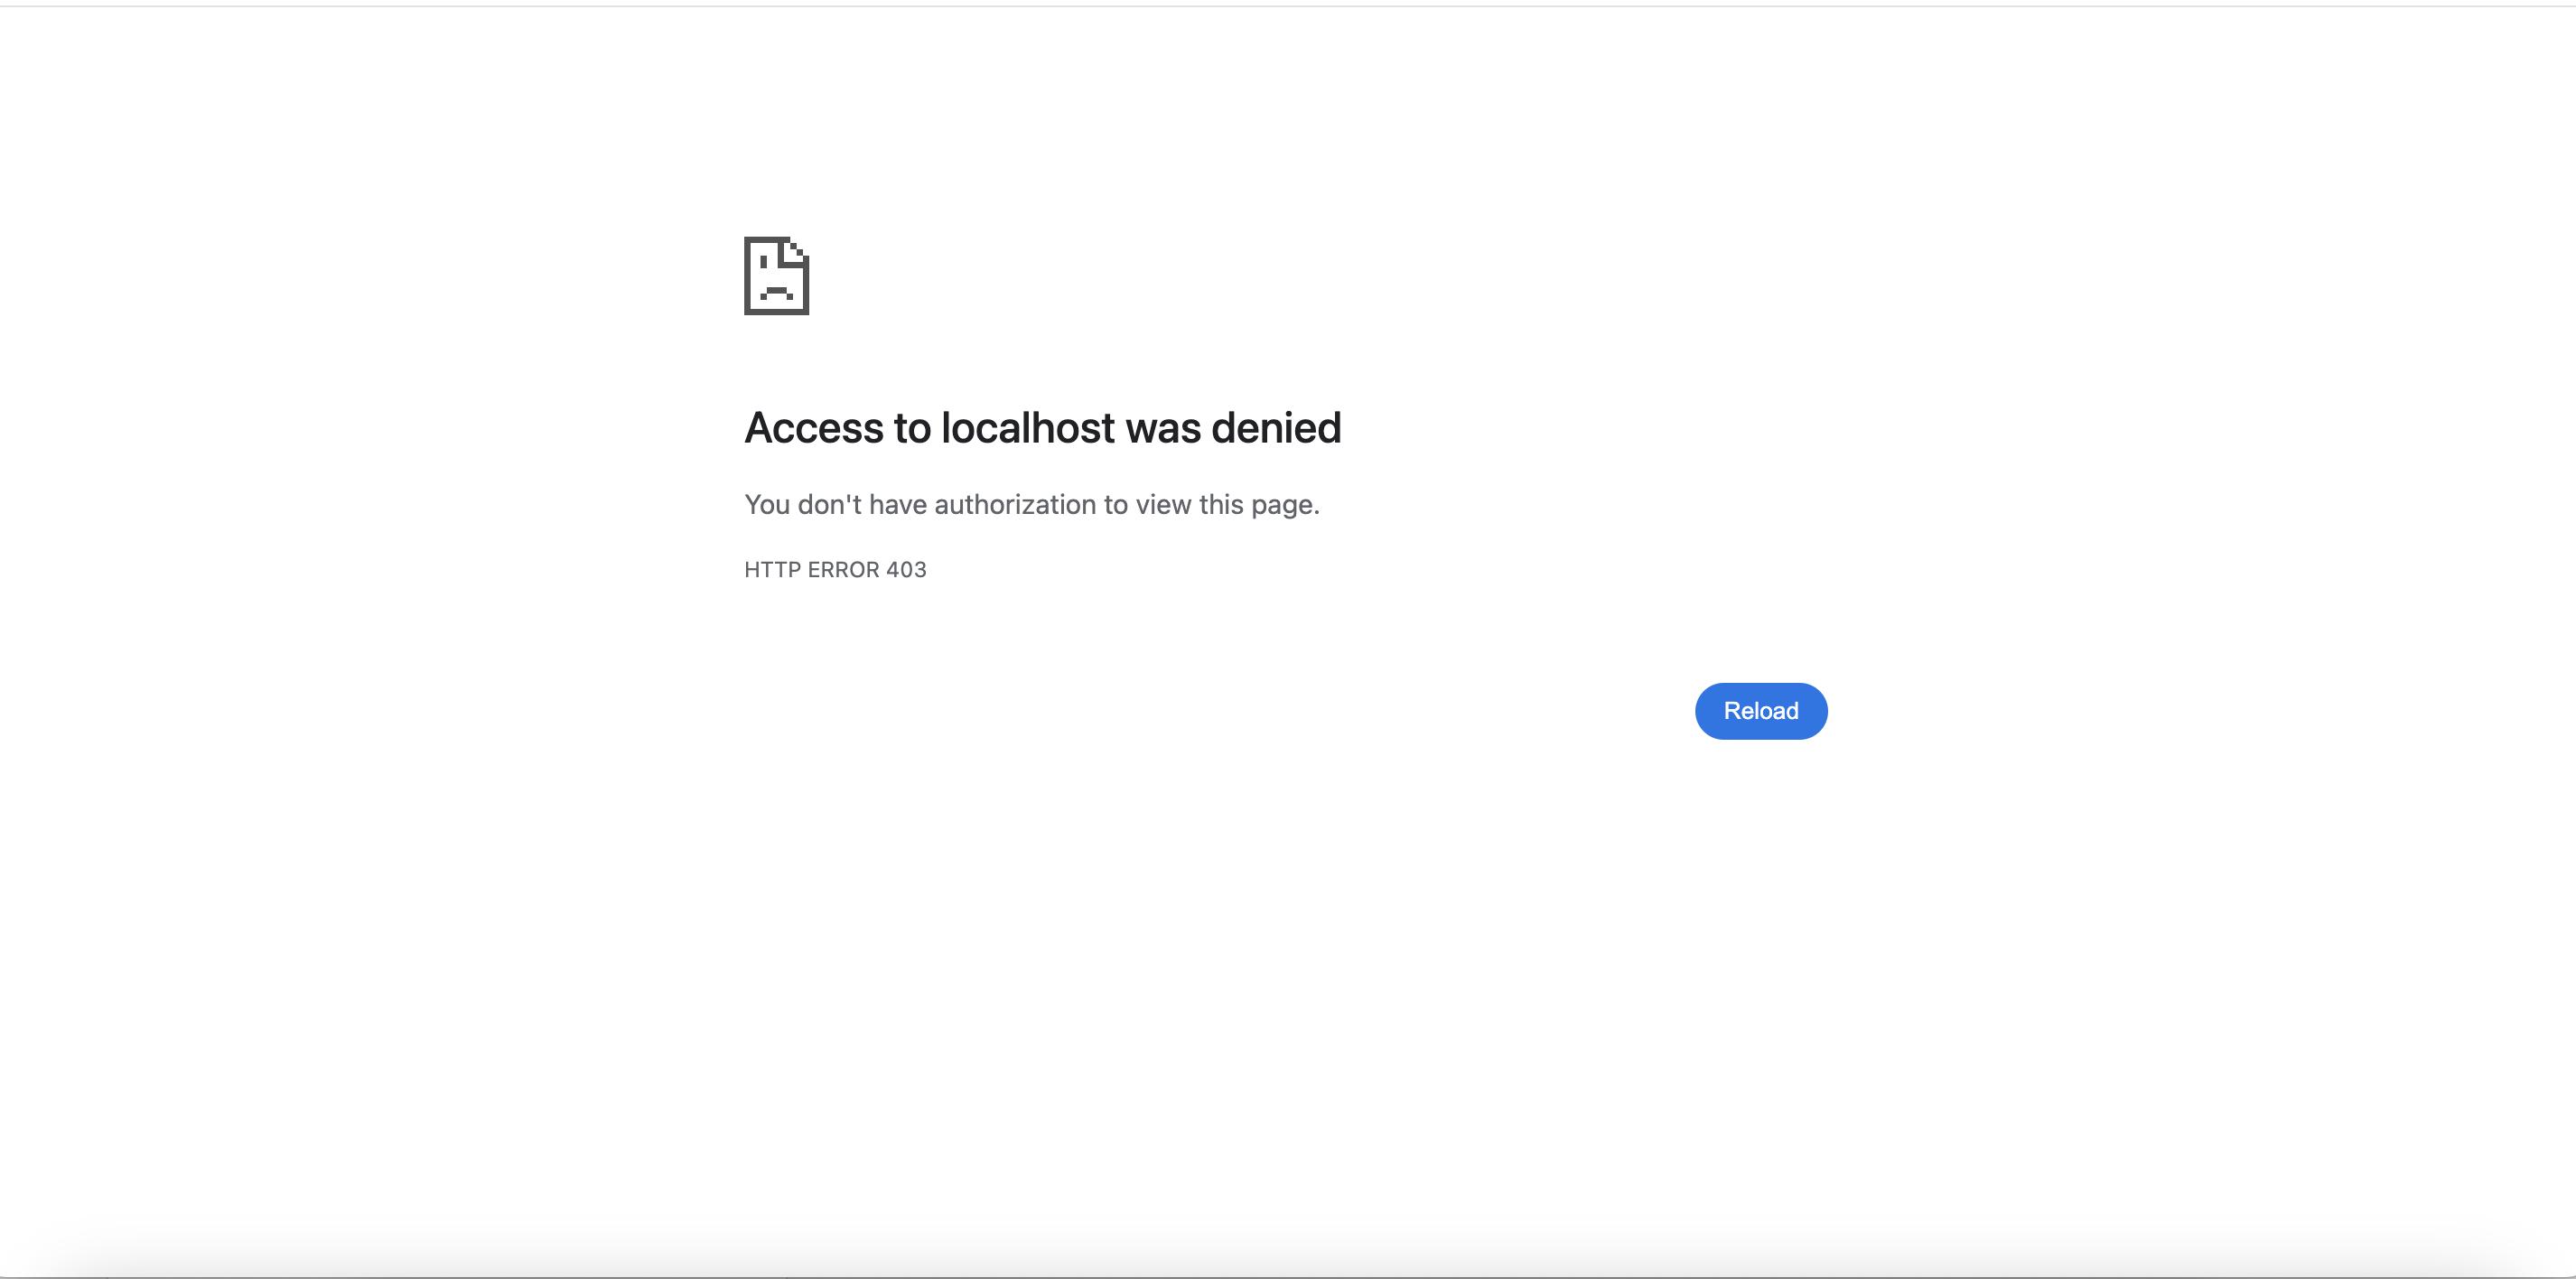 Access to localhost was denied
You don't have authorization to view this page.
HTTP ERROR 403
Reload